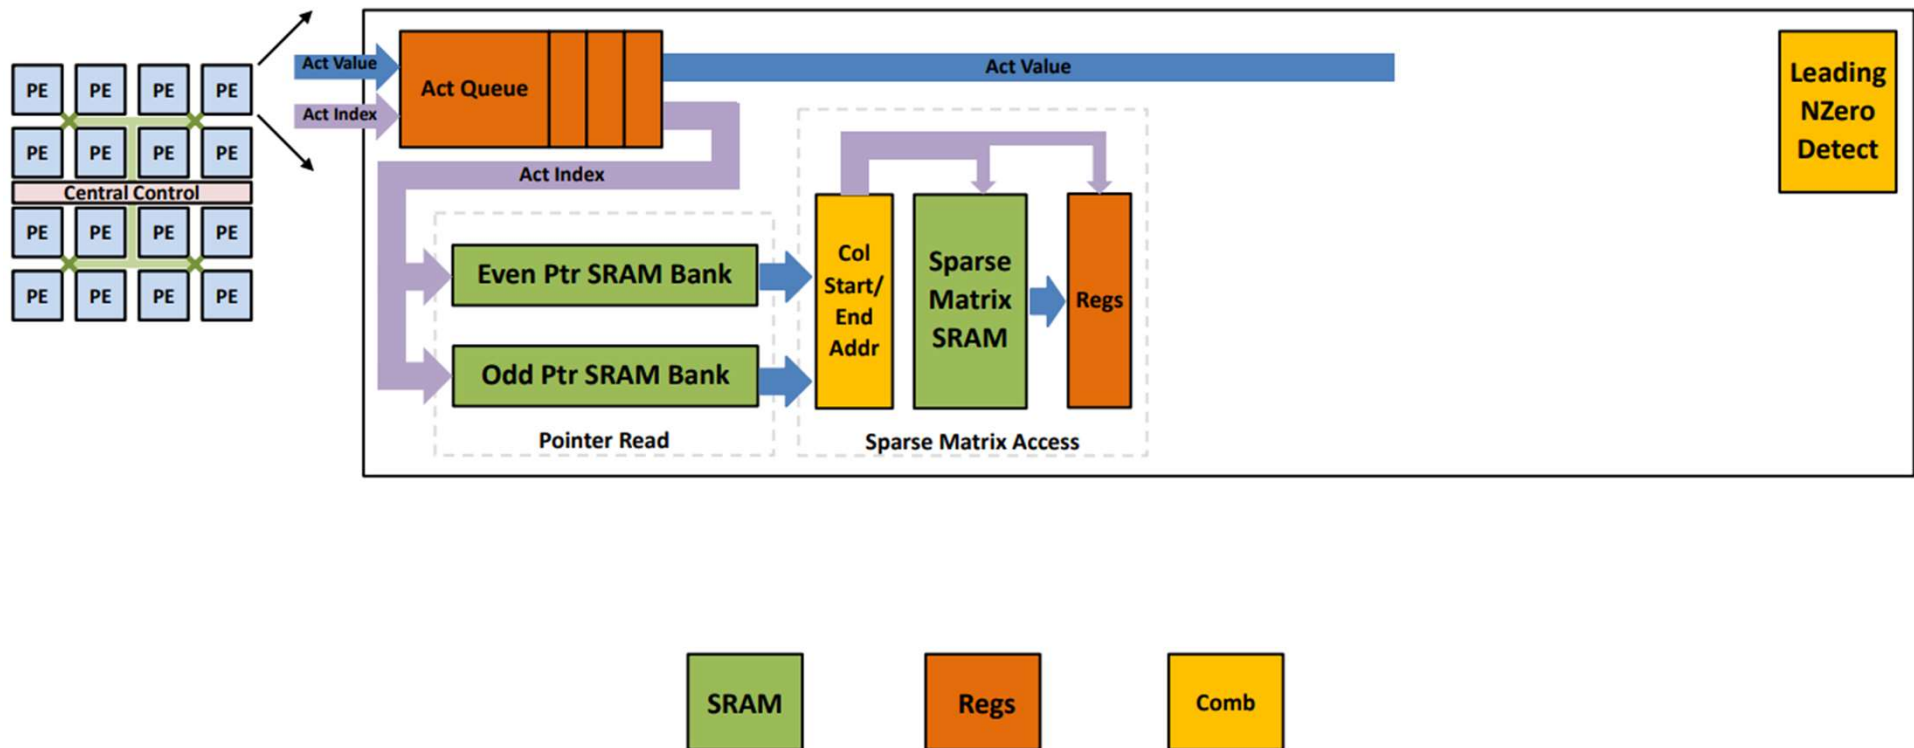 PE PE PE PE
PE PE PE PE
Central Control
PE PE PE PE
PE PE PE PE
Act Value
Act Index
Act Queue
Act Value
Act Index
Even Ptr SRAM Bank
Odd Ptr SRAM Bank
Pointer Read
Col
Start/
End
Addr
Sparse
Matrix
SRAM
Regs
Sparse Matrix Access
Leading
NZero
Detect
SRAM
Regs
Comb